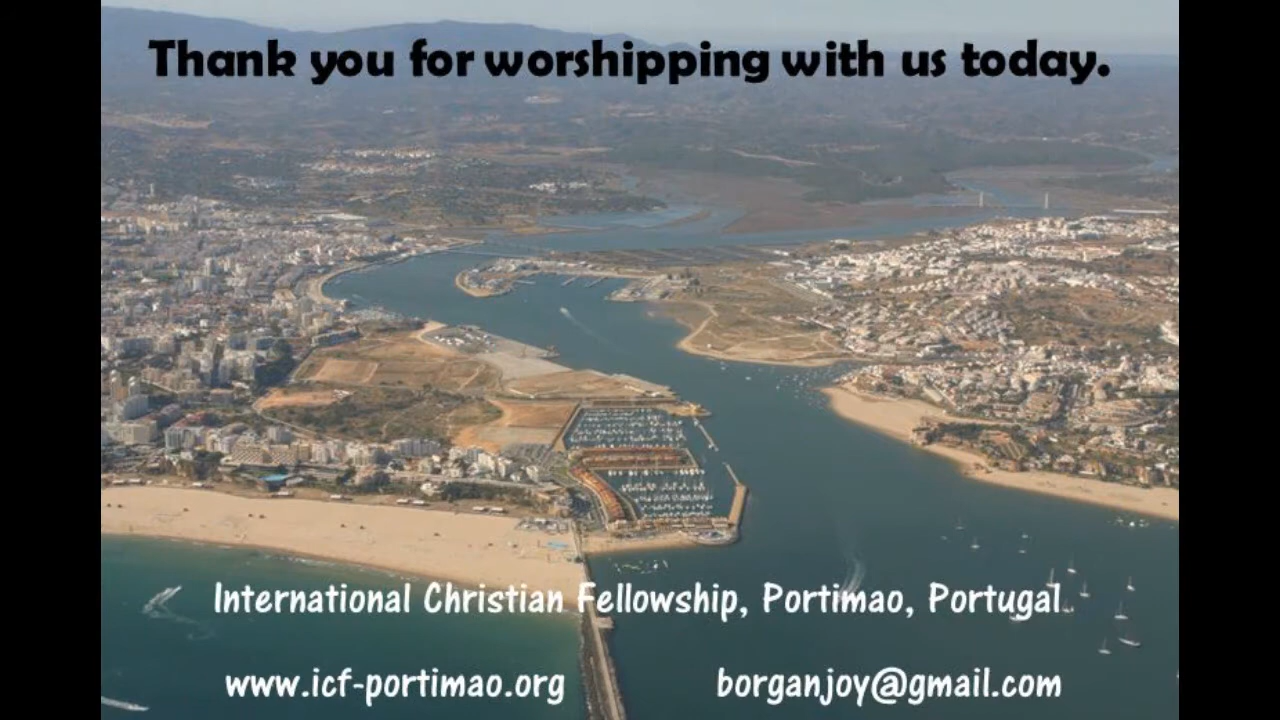 Thank you for worshipping with us today.
International Christian Fellowship, Portimao, Portugal
www.icf-portimao.org borganjoy@gmail.com